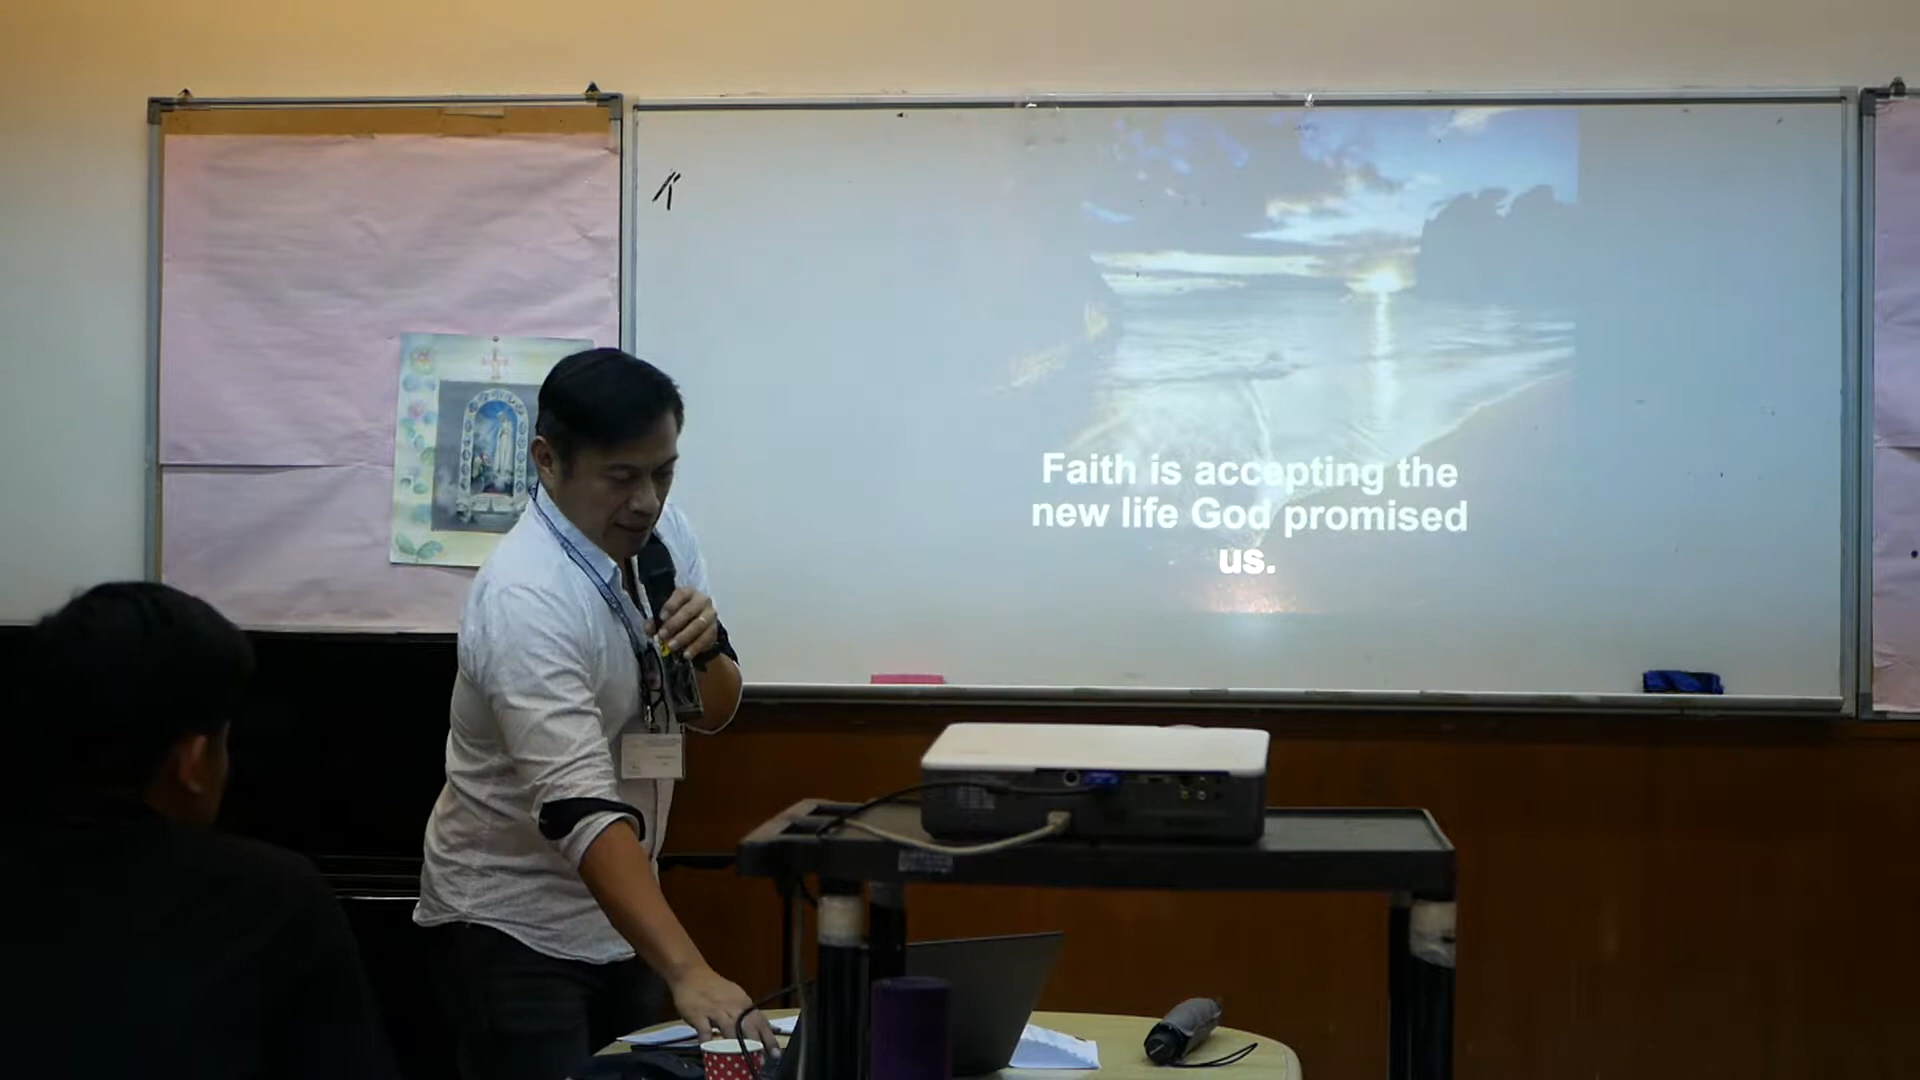 Faith is accepting the
new life God promised
us.